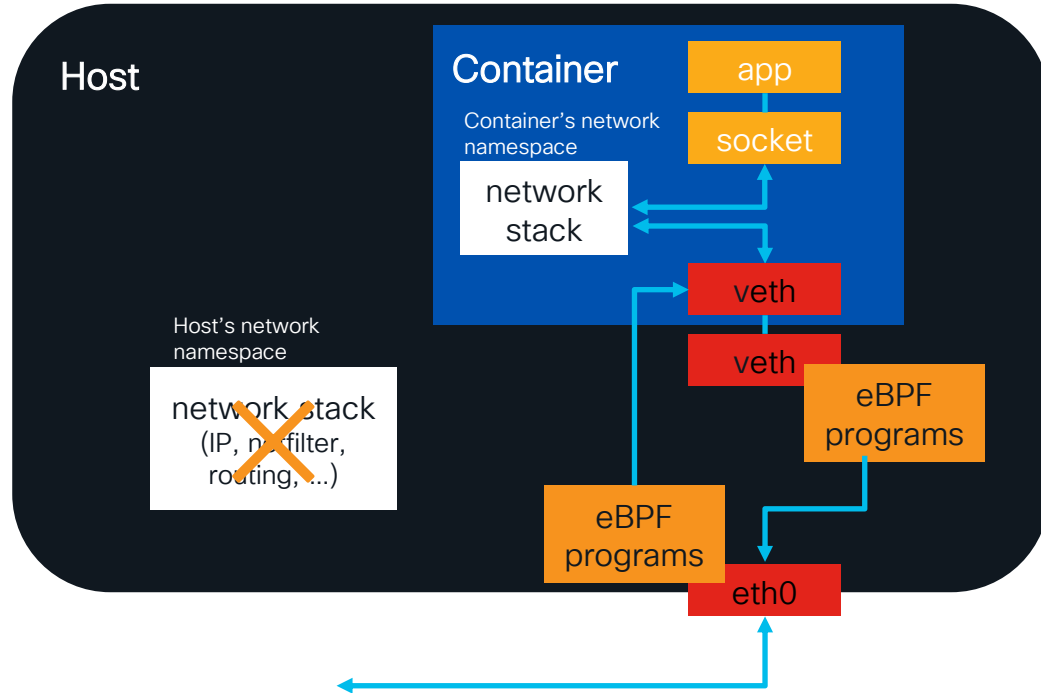 Host
Container
app
Container's network
namespace
socket
network
stack
veth
Host's network
namespace
veth
network stack
(IP, netfilter,
routing, ...)
eBPF
programs
eBPF
programs
eth0